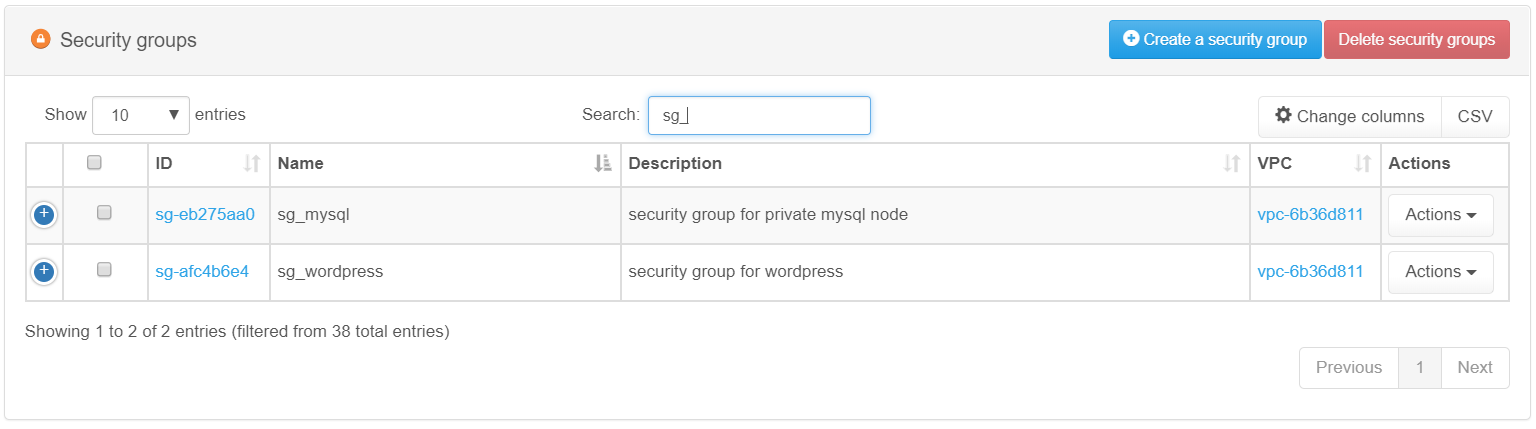 Security groups Create a security group Delete security groups
Show 10 entries Search: sg_ Change columns CSV
ID Name Description VPC Actions
sg-eb275aa0 sg_mysql security group for private mysql node vpc-6b36d811 Actions
sg-afc4b6e4 sg_wordpress security group for wordpress vpc-6b36d811 Actions
Showing 1 to 2 of 2 entries (filtered from 38 total entries)
Previous 1 Next